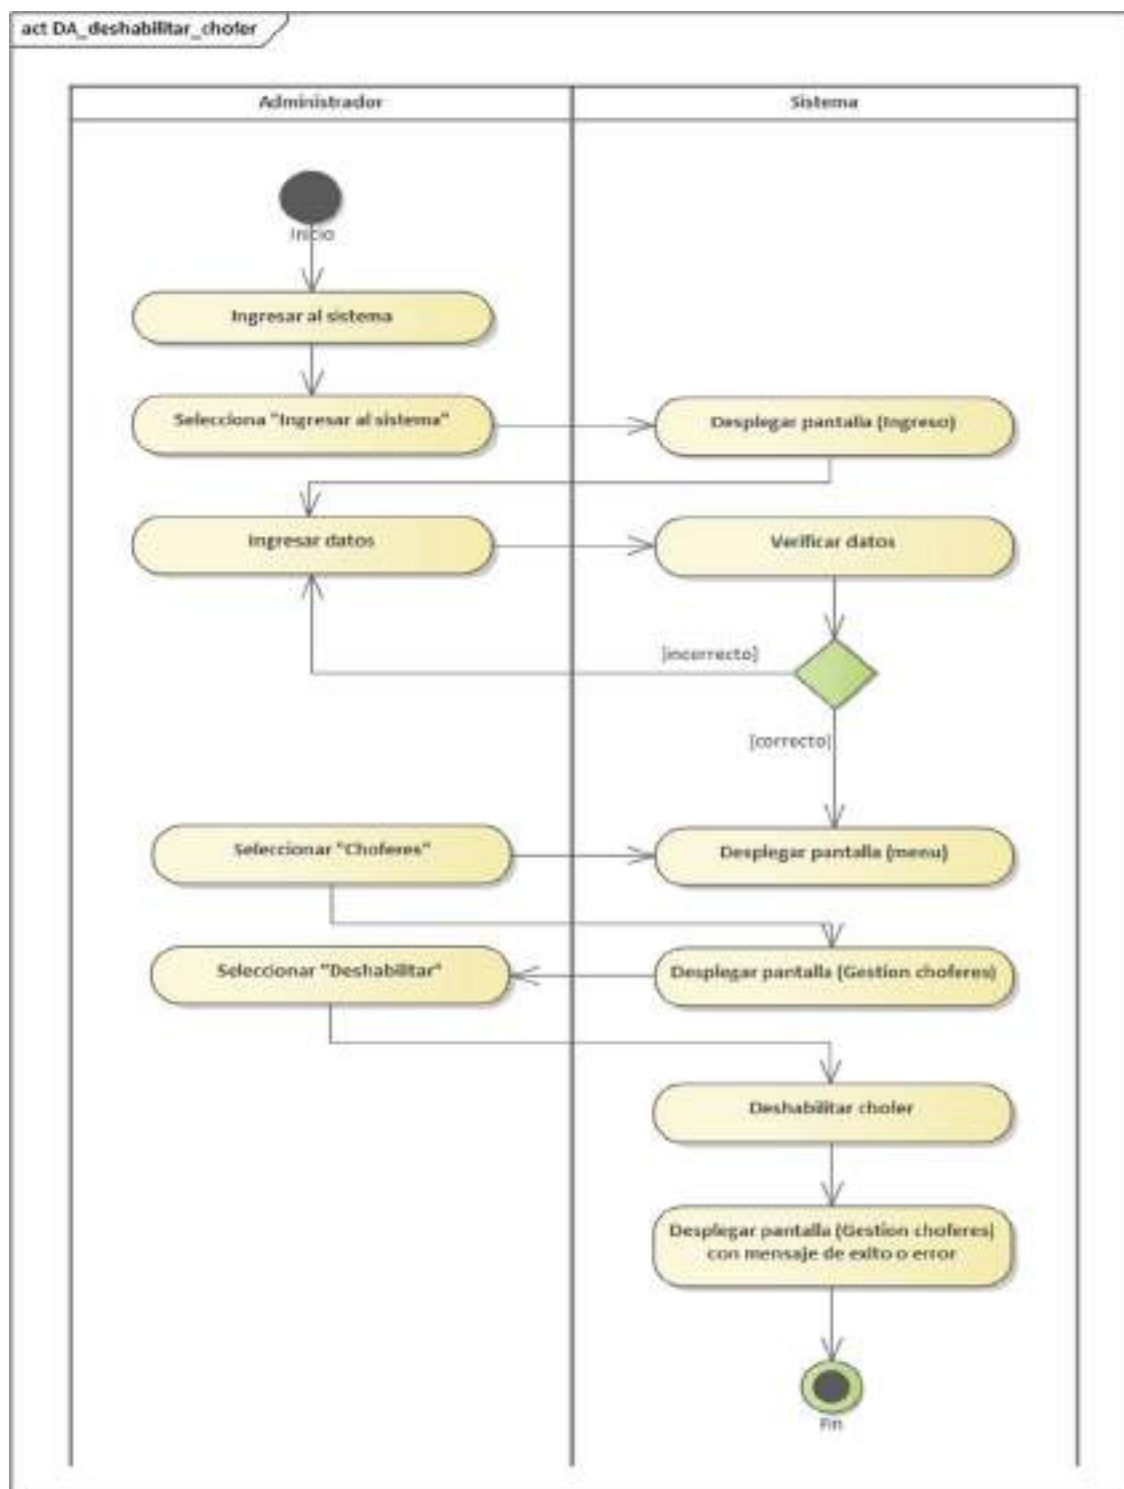 act DA_deshabilitar_chofer
Administrador
Sistema
Inicio
Ingresar al sistema
Selecciona "Ingresar al sistema"
Desplegar pantalla (Ingreso)
Ingresar datos
Verificar datos
[incorrecto]
[correcto]
Seleccionar "Choferes"
Desplegar pantalla (menu)
Seleccionar "Deshabilitar"
Desplegar pantalla (Gestion choferes)
Deshabilitar chofer
Desplegar pantalla (Gestion choferes)
con mensaje de exito o error
Fin